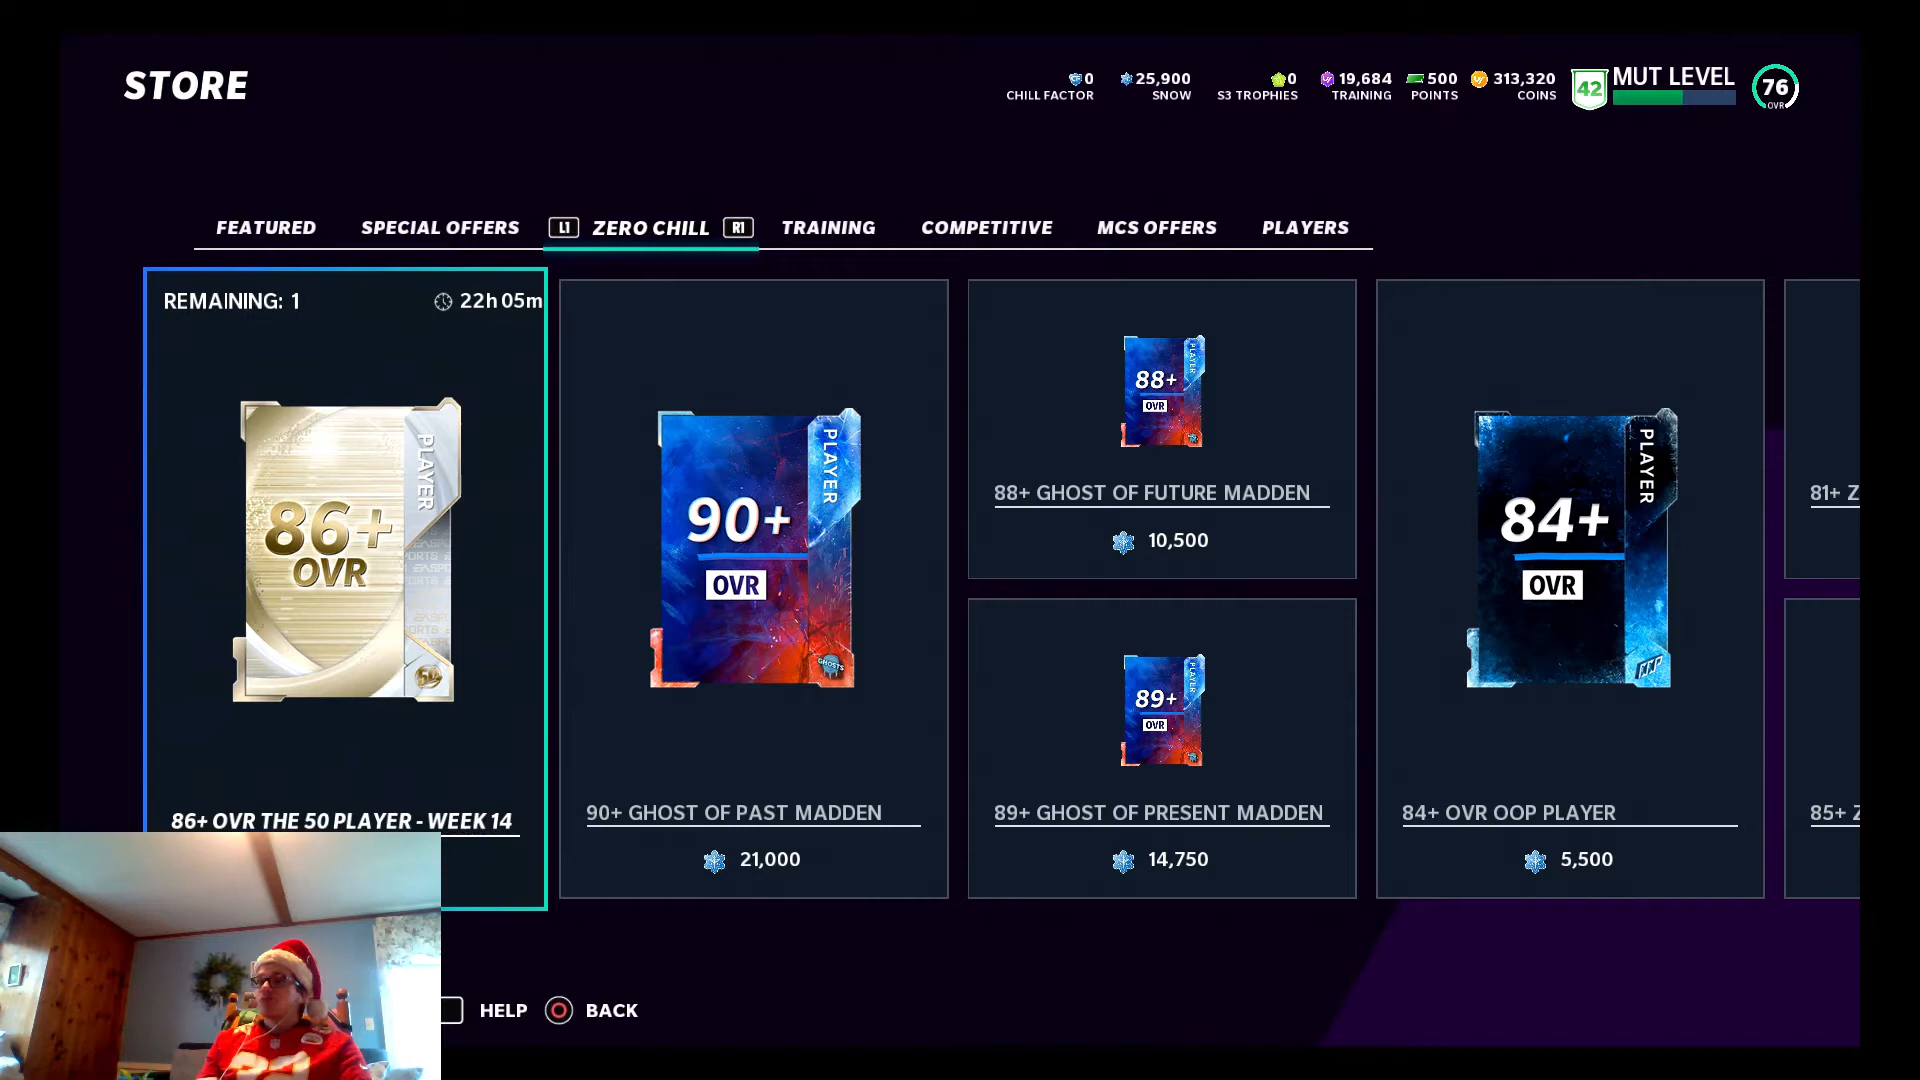 STORE
0
CHILL FACTOR
25,900
SNOW
0
S3 TROPHIES
19,684
TRAINING
500
POINTS
313,320
COINS
42
MUT LEVEL
76
OVR
FEATURED
SPECIAL OFFERS
L1
ZERO CHILL
R1
TRAINING
COMPETITIVE
MCS OFFERS
PLAYERS
REMAINING: 1
22h 05m
PLAYER
86+
OVR
86+ OVR THE 50 PLAYER - WEEK 14
PLAYER
90+
OVR
GHOSTS
90+ GHOST OF PAST MADDEN
21,000
PLAYER
88+
OVR
88+ GHOST OF FUTURE MADDEN
10,500
PLAYER
89+
OVR
89+ GHOST OF PRESENT MADDEN
14,750
PLAYER
84+
OVR
84+ OVR OOP PLAYER
5,500
81+ Z
85+ Z
HELP
BACK